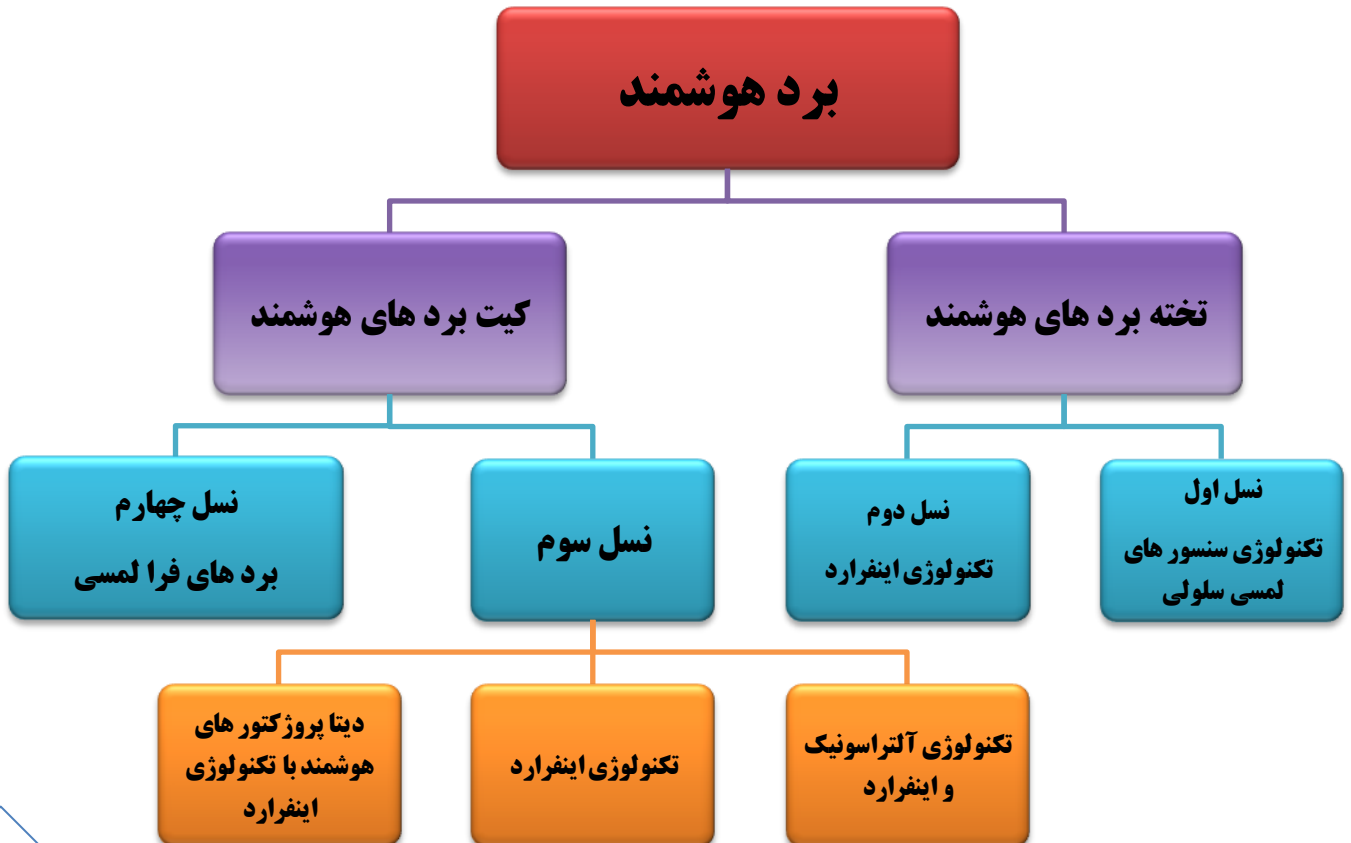 برد هوشمند
تخته برد های هوشمند
کیت برد های هوشمند
نسل اول
تکنولوژی سنسور های
لمسی سلولی
نسل دوم
تکنولوژی اینفرارد
نسل سوم
نسل چهارم
برد های فرا لمسی
تکنولوژی آلتراسونیک
و اینفرارد
تکنولوژی اینفرارد
دیتا پروژکتور های
هوشمند با تکنولوژی
اینفرارد